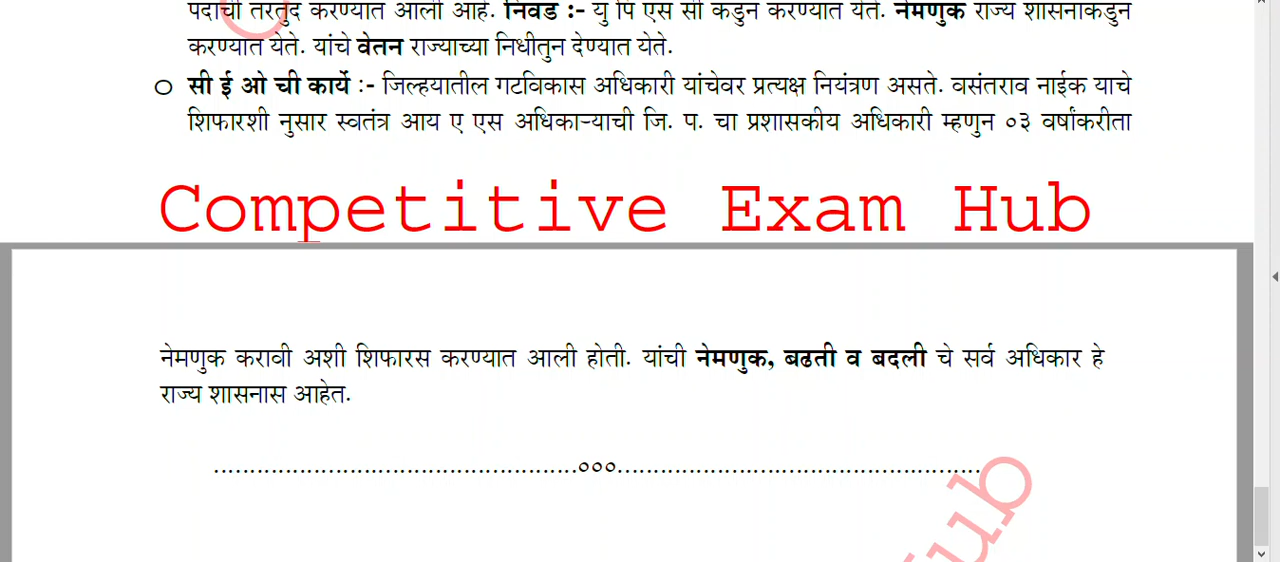 पदाची तरतुद करण्यात आली आहे. निवड :- यु पि एस सी कडुन करण्यात येते. नेमणुक राज्य शासनाकडुन
करण्यात येते. यांचे वेतन राज्याच्या निधीतुन देण्यात येते.
○ सी ई ओ ची कार्ये :- जिल्हयातील गटविकास अधिकारी यांचेवर प्रत्यक्ष नियंत्रण असते. वसंतराव नाईक याचे
शिफारशी नुसार स्वतंत्र आय ए एस अधिकाऱ्याची जि. प. चा प्रशासकीय अधिकारी म्हणुन ०३ वर्षांकरीता
Competitive Exam Hub
नेमणुक करावी अशी शिफारस करण्यात आली होती. यांची नेमणुक, बढती व बदली चे सर्व अधिकार हे
राज्य शासनास आहेत.
......................................................०००..................................................